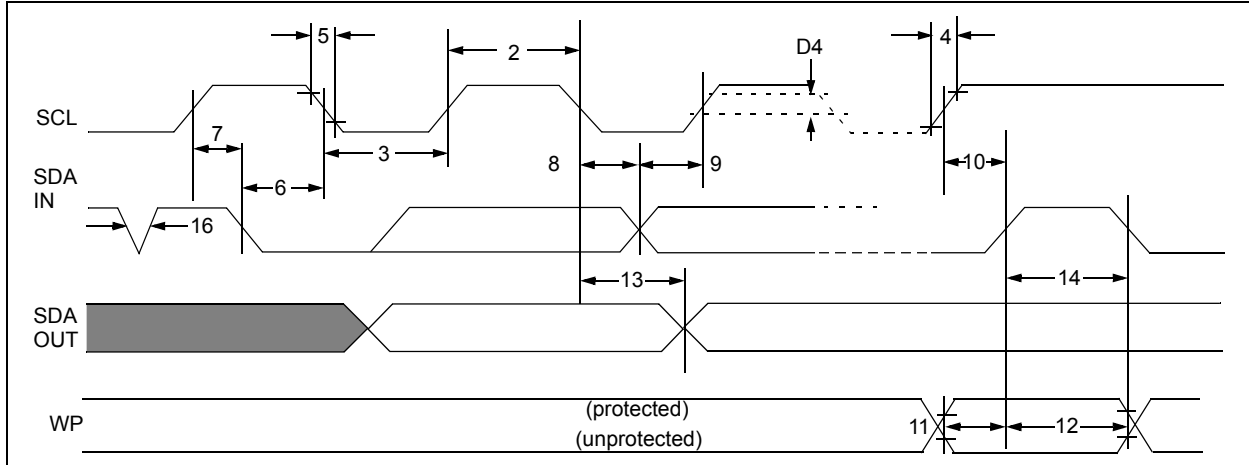 5
2
D4
4
SCL
7
3
8
9
10
SDA
IN
6
16
13
14
SDA
OUT
WP
(protected)
(unprotected)
11
12